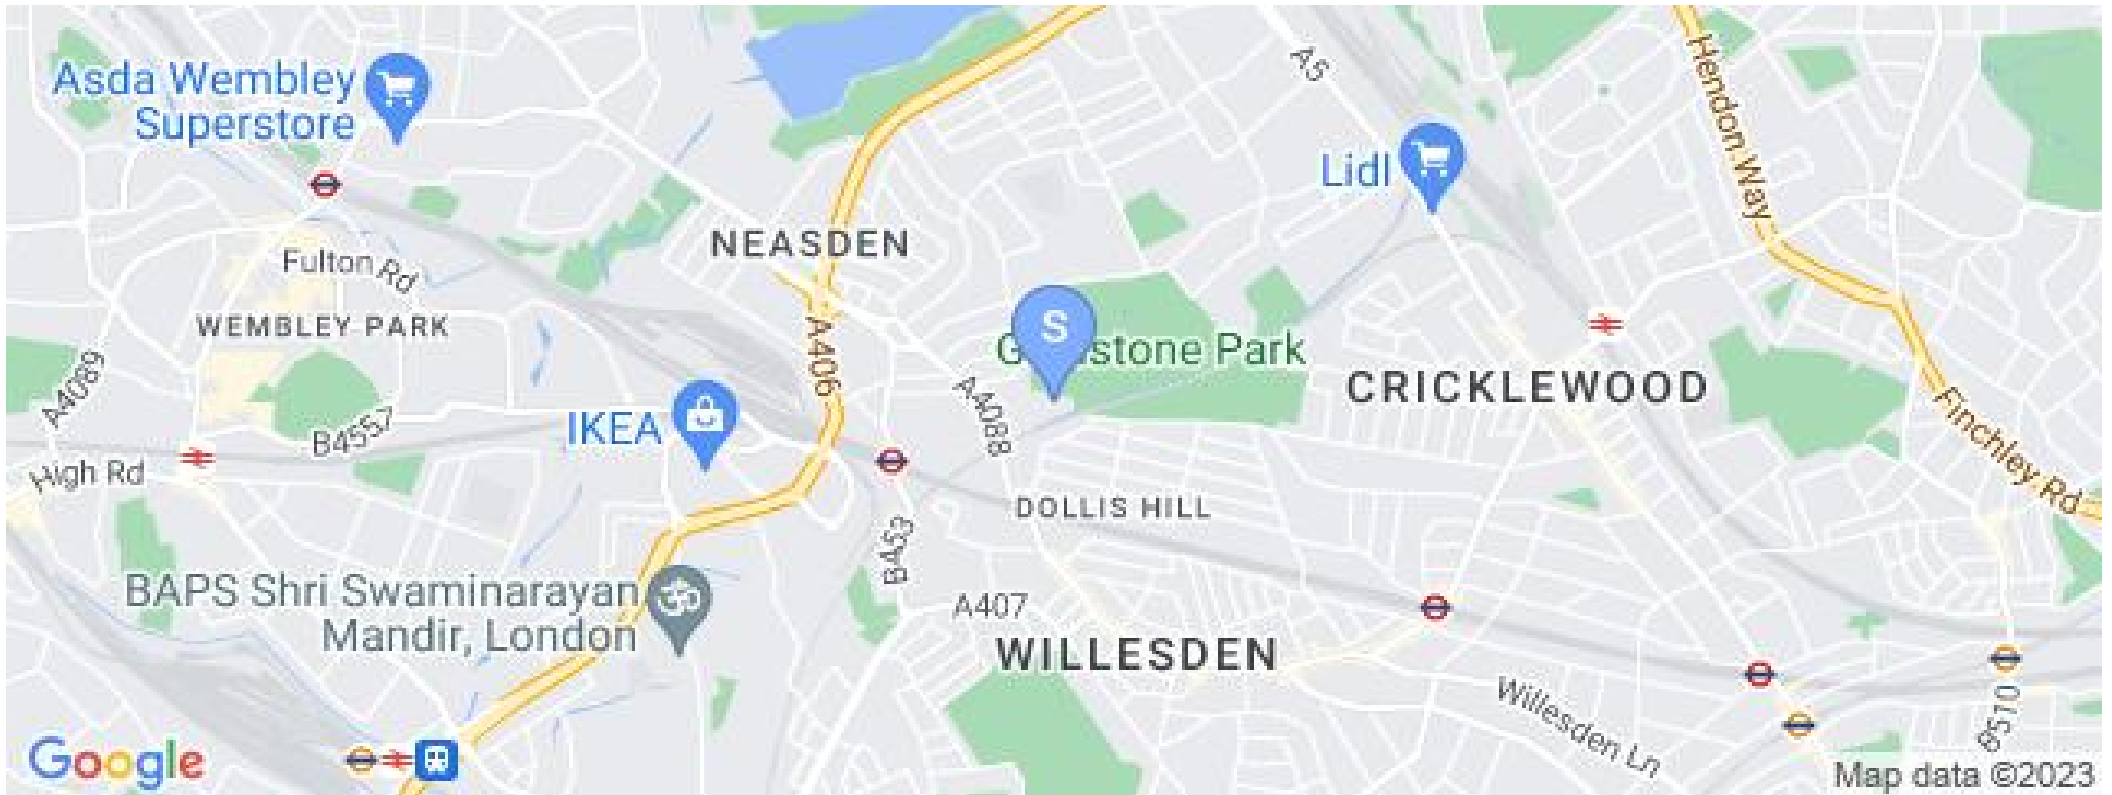 Asda Wembley
Superstore
A5
Hendon Way
Lidl
NEASDEN
Fulton Rd
WEMBLEY PARK
S
stone Park
A406
A4089
A4088
CRICKLEWOOD
IKEA
B4557
Finchley Rd
High Rd
DOLLIS HILL
B453
BAPS Shri Swaminarayan
Mandir, London
A407
WILLESDEN
Willesden Ln
B510
Google
Map data ©2023